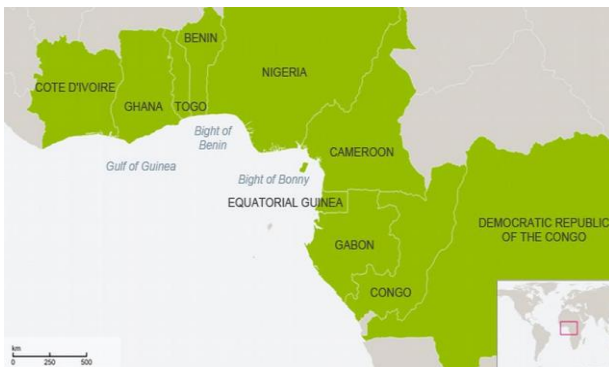 BENIN
NIGERIA
COTE D'IVOIRE
GHANA
TOGO
Bight of
Benin
CAMEROON
Gulf of Guinea
Bight of Bonny
EQUATORIAL GUINEA
DEMOCRATIC REPUBLIC
OF THE CONGO
GABON
CONGO
km
0 250 500